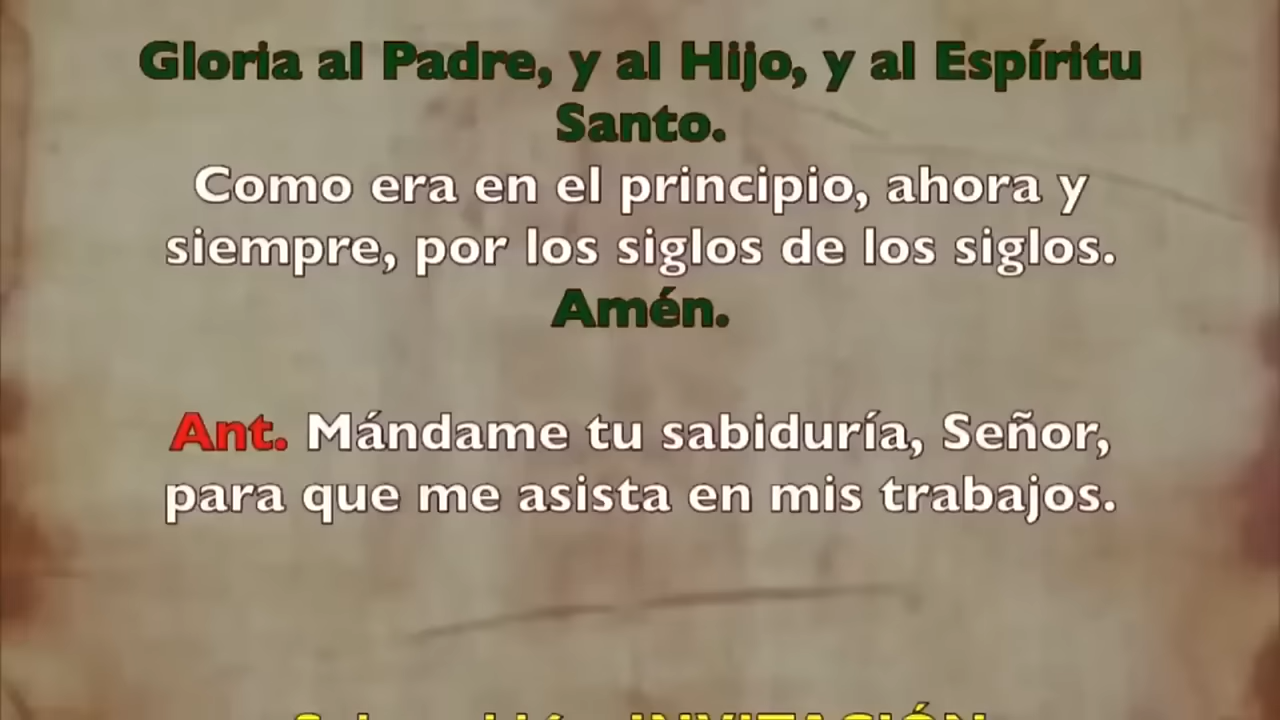 Gloria al Padre, y al Hijo, y al Espíritu
Santo.
Como era en el principio, ahora y
siempre, por los siglos de los siglos.
Amén.
Ant. Mándame tu sabiduría, Señor,
para que me asista en mis trabajos.
INVITACIÓN